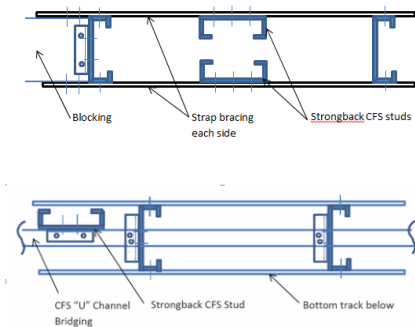 Blocking
Strap bracing
each side
Strongback CFS studs
CFS “U” Channel
Bridging
Strongback CFS Stud
Bottom track below